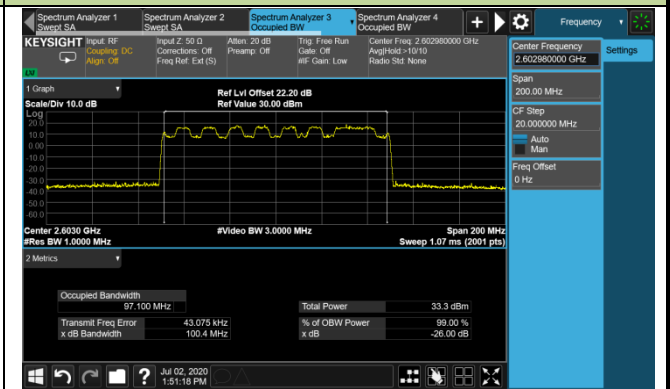 Spectrum Analyzer 1
Swept SA
Spectrum Analyzer 2
Swept SA
Spectrum Analyzer 3
Occupied BW
Spectrum Analyzer 4
Occupied BW
+
Frequency
KEYSIGHT
Input: RF
Coupling: DC
Align: Off
Input Z: 50 Ω
Corrections: Off
Freq Ref: Ext (S)
Atten: 20 dB
Preamp: Off
Trig: Free Run
Gate: Off
#IF Gain: Low
Center Freq: 2.602980000 GHz
Avg|Hold:>10/10
Radio Std: None
LXI
Center Frequency
2.602980000 GHz
Settings
Span
200.00 MHz
CF Step
20.000000 MHz
Auto
Man
Freq Offset
0 Hz
1 Graph
Scale/Div 10.0 dB
Ref Lvl Offset 22.20 dB
Ref Value 30.00 dBm
Log
20.0
10.0
0.00
-10.0
-20.0
-30.0
-40.0
-50.0
-60.0
Center 2.6030 GHz
#Res BW 1.0000 MHz
#Video BW 3.0000 MHz
Span 200 MHz
Sweep 1.07 ms (2001 pts)
2 Metrics
Occupied Bandwidth
97.100 MHz
Total Power 33.3 dBm
Transmit Freq Error 43.075 kHz
% of OBW Power 99.00 %
x dB Bandwidth 100.4 MHz
x dB -26.00 dB
?
Jul 02, 2020
1:51:18 PM